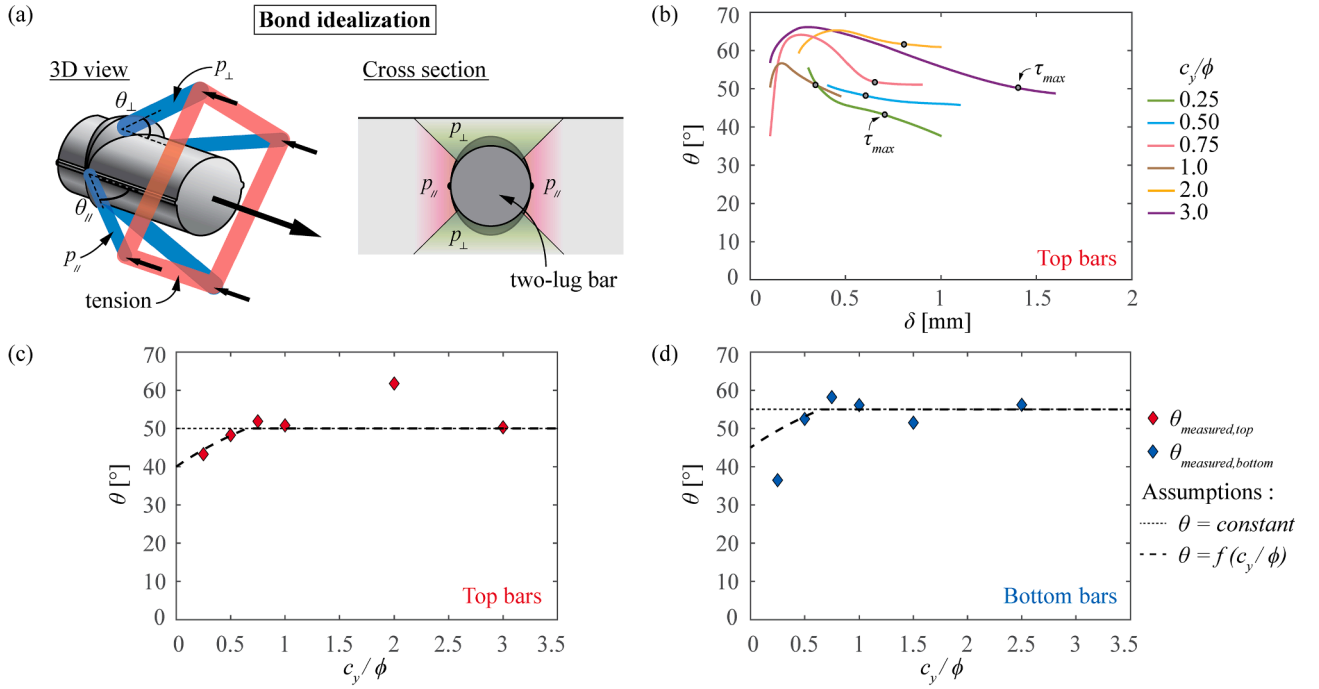 (a)
Bond idealization
3D view
Cross section
p⊥
θ⊥
θ//
p//
tension
p⊥
p//
p//
p⊥
two-lug bar
(b)
70
60
50
40
30
20
10
0
θ [°]
0
0.5
1
1.5
2
δ [mm]
τmax
τmax
Top bars
cy/ϕ
0.25
0.50
0.75
1.0
2.0
3.0
(c)
70
60
50
40
30
20
10
0
θ [°]
0
0.5
1
1.5
2
2.5
3
3.5
cy / ϕ
Top bars
(d)
70
60
50
40
30
20
10
0
θ [°]
0
0.5
1
1.5
2
2.5
3
3.5
cy / ϕ
Bottom bars
θmeasured,top
θmeasured,bottom
Assumptions :
θ = constant
θ = f (cy / ϕ)